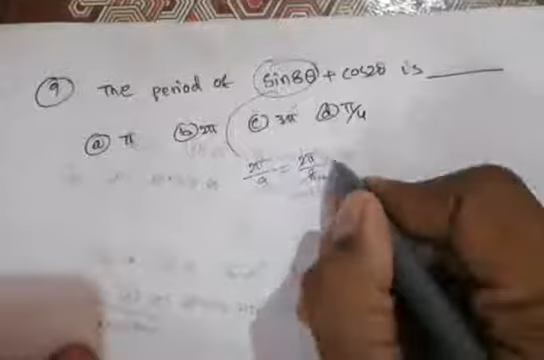 9 The period of sin8θ + cos2θ is ______
a π b 2π c 3π d π/4
2π/a = 2π/8